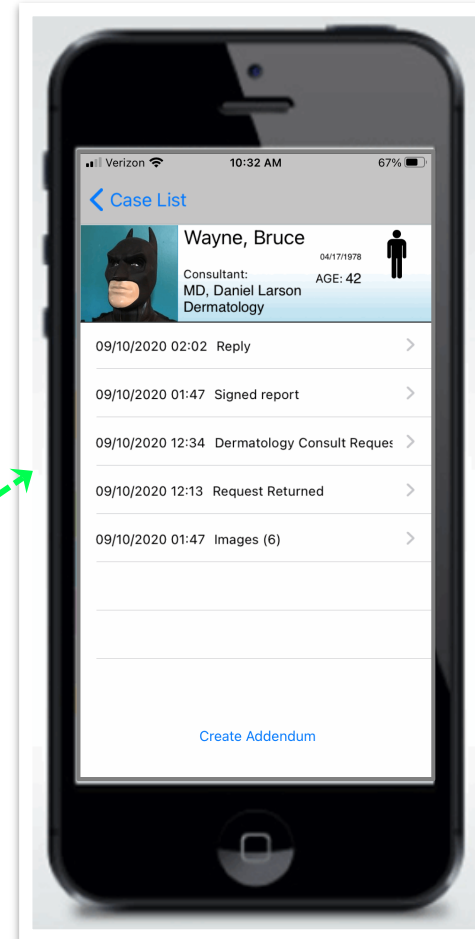 Verizon 10:32 AM 67%
Case List
Wayne, Bruce
04/17/1978
Consultant:
AGE: 42
MD, Daniel Larson
Dermatology
09/10/2020 02:02 Reply
09/10/2020 01:47 Signed report
09/10/2020 12:34 Dermatology Consult Reques
09/10/2020 12:13 Request Returned
09/10/2020 01:47 Images (6)
Create Addendum